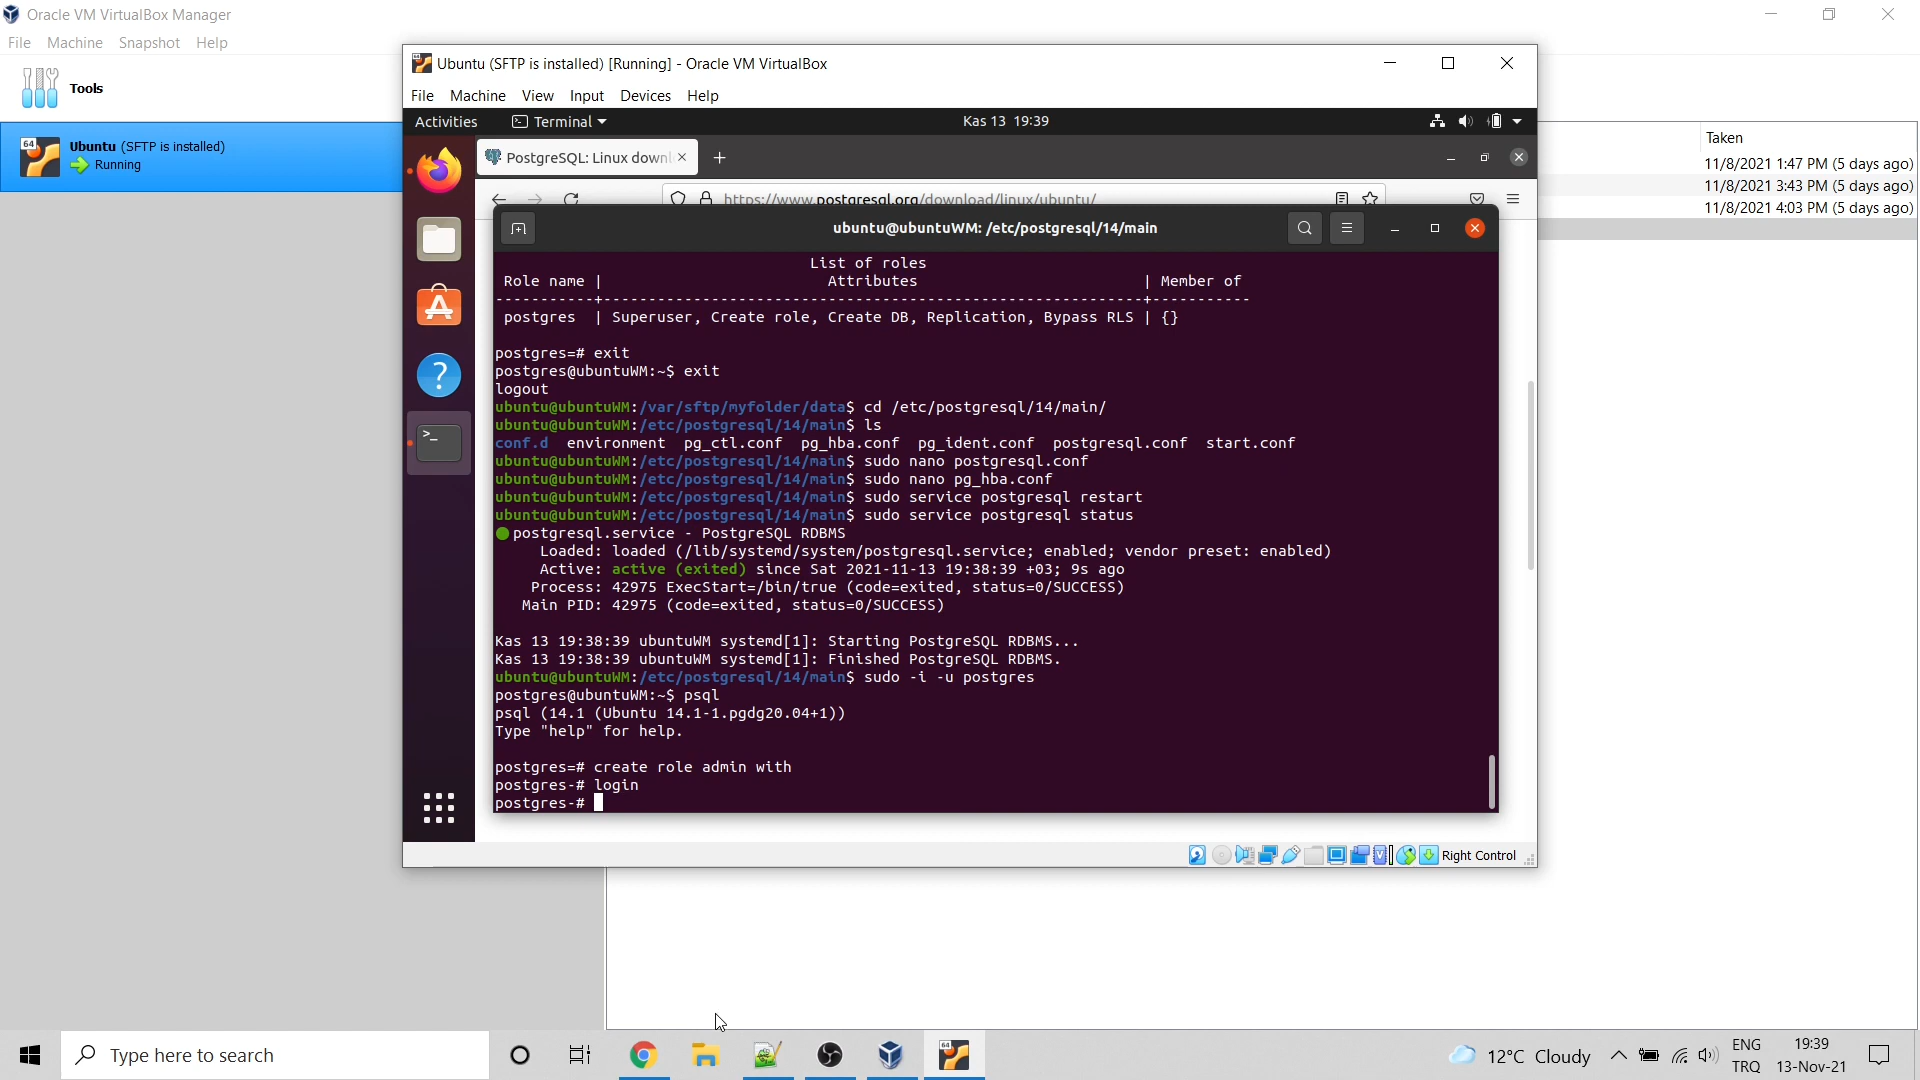 Oracle VM VirtualBox Manager
File Machine Snapshot Help
Tools
64
Ubuntu (SFTP is installed)
Running
Taken
11/8/2021 1:47 PM (5 days ago)
11/8/2021 3:43 PM (5 days ago)
11/8/2021 4:03 PM (5 days ago)
Ubuntu (SFTP is installed) [Running] - Oracle VM VirtualBox
File Machine View Input Devices Help
Activities Terminal Kas 13 19:39
PostgreSQL: Linux downl
https://www.postgresql.org/download/linux/ubuntu/
ubuntu@ubuntuWM: /etc/postgresql/14/main
List of roles
Role name | Attributes | Member of
-----------+------------------------------------------------------------+-----------
postgres | Superuser, Create role, Create DB, Replication, Bypass RLS | {}
postgres=# exit
postgres@ubuntuWM:~$ exit
logout
ubuntu@ubuntuWM:/var/sftp/myfolder/data$ cd /etc/postgresql/14/main/
ubuntu@ubuntuWM:/etc/postgresql/14/main$ ls
conf.d environment pg_ctl.conf pg_hba.conf pg_ident.conf postgresql.conf start.conf
ubuntu@ubuntuWM:/etc/postgresql/14/main$ sudo nano postgresql.conf
ubuntu@ubuntuWM:/etc/postgresql/14/main$ sudo nano pg_hba.conf
ubuntu@ubuntuWM:/etc/postgresql/14/main$ sudo service postgresql restart
ubuntu@ubuntuWM:/etc/postgresql/14/main$ sudo service postgresql status
● postgresql.service - PostgreSQL RDBMS
Loaded: loaded (/lib/systemd/system/postgresql.service; enabled; vendor preset: enabled)
Active: active (exited) since Sat 2021-11-13 19:38:39 +03; 9s ago
Process: 42975 ExecStart=/bin/true (code=exited, status=0/SUCCESS)
Main PID: 42975 (code=exited, status=0/SUCCESS)
Kas 13 19:38:39 ubuntuWM systemd[1]: Starting PostgreSQL RDBMS...
Kas 13 19:38:39 ubuntuWM systemd[1]: Finished PostgreSQL RDBMS.
ubuntu@ubuntuWM:/etc/postgresql/14/main$ sudo -i -u postgres
postgres@ubuntuWM:~$ psql
psql (14.1 (Ubuntu 14.1-1.pgdg20.04+1))
Type "help" for help.
postgres=# create role admin with
postgres-# login
postgres-#
Right Control
Type here to search
12°C Cloudy
ENG
TRQ
19:39
13-Nov-21